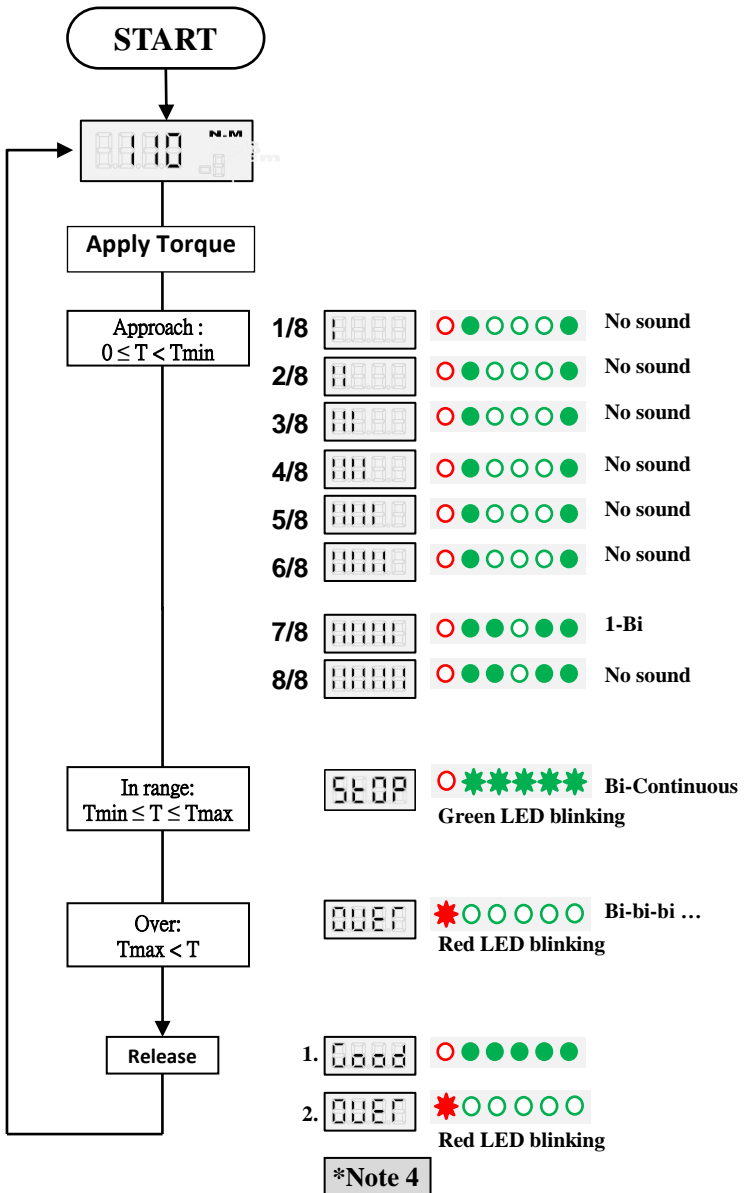 START
110 N.M
Apply Torque
Approach :
0 ≤ T < Tmin
1/8 No sound
2/8 No sound
3/8 No sound
4/8 No sound
5/8 No sound
6/8 No sound
7/8 1-Bi
8/8 No sound
In range:
Tmin ≤ T ≤ Tmax
StOP Bi-Continuous
Green LED blinking
Over:
Tmax < T
OVEr Bi-bi-bi …
Red LED blinking
Release
1. Good
2. OVEr
Red LED blinking
*Note 4